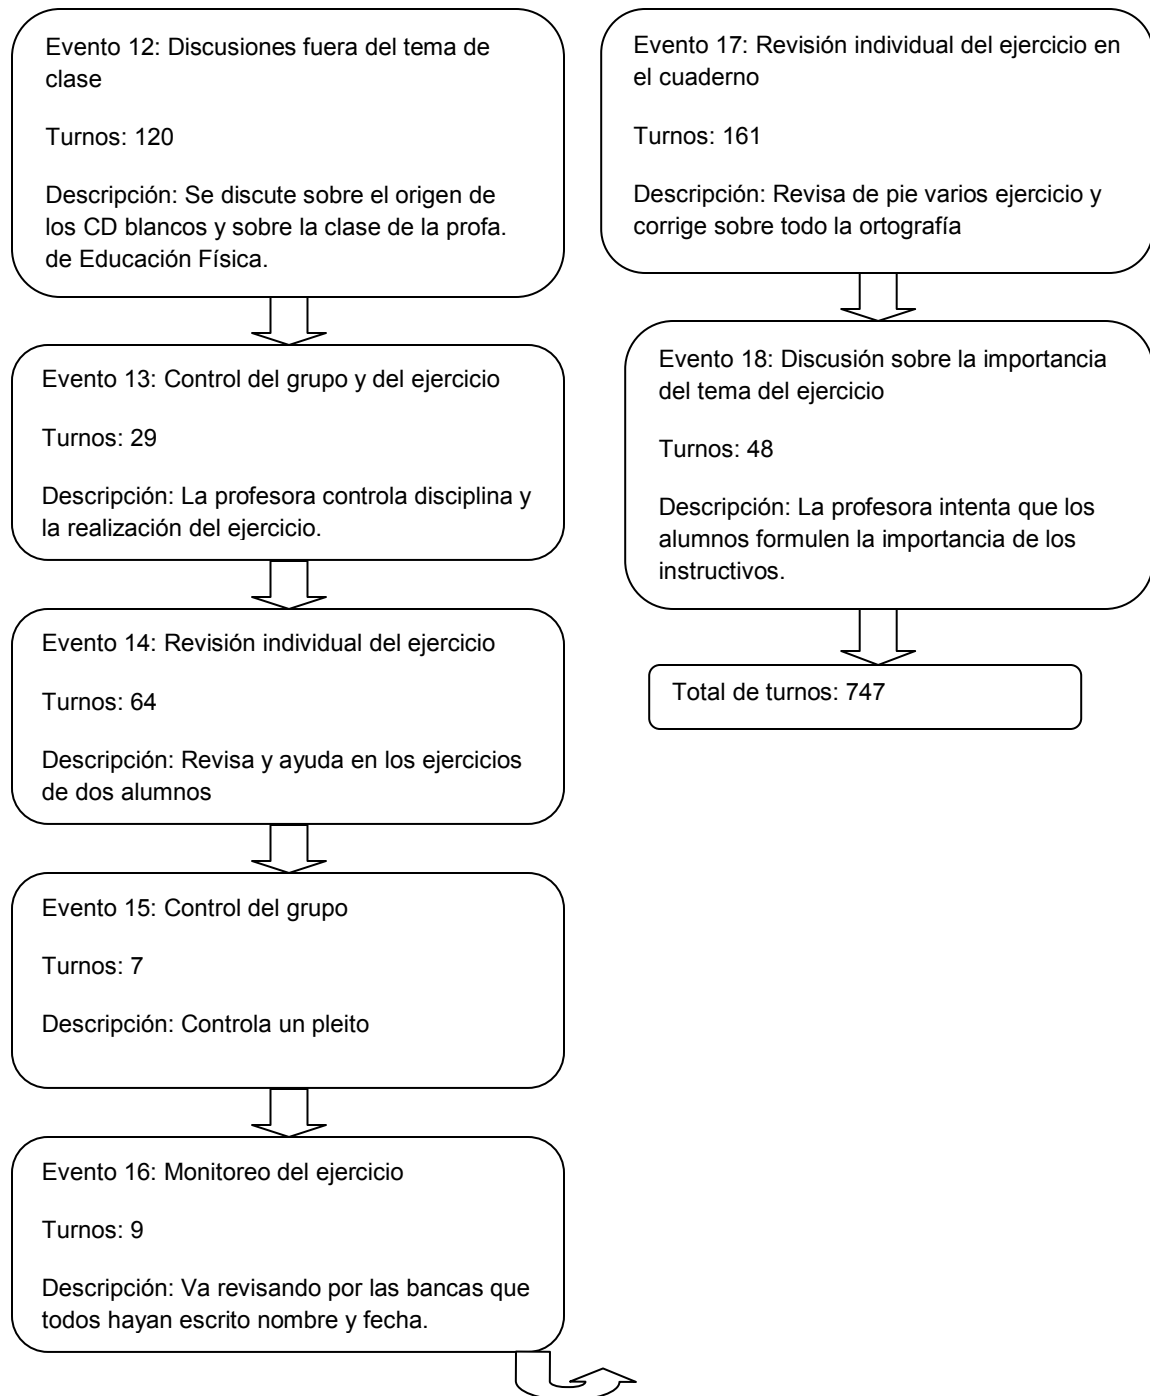 Evento 12: Discusiones fuera del tema de
clase
Turnos: 120
Descripción: Se discute sobre el origen de
los CD blancos y sobre la clase de la profa.
de Educación Física.
Evento 13: Control del grupo y del ejercicio
Turnos: 29
Descripción: La profesora controla disciplina y
la realización del ejercicio.
Evento 14: Revisión individual del ejercicio
Turnos: 64
Descripción: Revisa y ayuda en los ejercicios
de dos alumnos
Evento 15: Control del grupo
Turnos: 7
Descripción: Controla un pleito
Evento 16: Monitoreo del ejercicio
Turnos: 9
Descripción: Va revisando por las bancas que
todos hayan escrito nombre y fecha.
Evento 17: Revisión individual del ejercicio en
el cuaderno
Turnos: 161
Descripción: Revisa de pie varios ejercicio y
corrige sobre todo la ortografía
Evento 18: Discusión sobre la importancia
del tema del ejercicio
Turnos: 48
Descripción: La profesora intenta que los
alumnos formulen la importancia de los
instructivos.
Total de turnos: 747